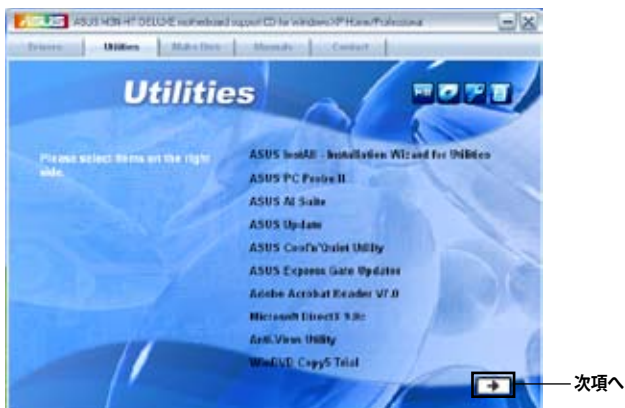 ASUS M3N-HT DELUXE motherboard support CD for Windows XP Home/Professional
Drivers Utilities Make Disk Manuals Contact
Utilities
Please select items on the right side.
ASUS InstAll - Installation Wizard for Utilities
ASUS PC Probe II
ASUS AI Suite
ASUS Update
ASUS Cool'n'Quiet Utility
ASUS Express Gate Updater
Adobe Acrobat Reader V7.0
Microsoft DirectX 9.0c
Anti-Virus Utility
WinDVD Copy5 Trial
次項へ